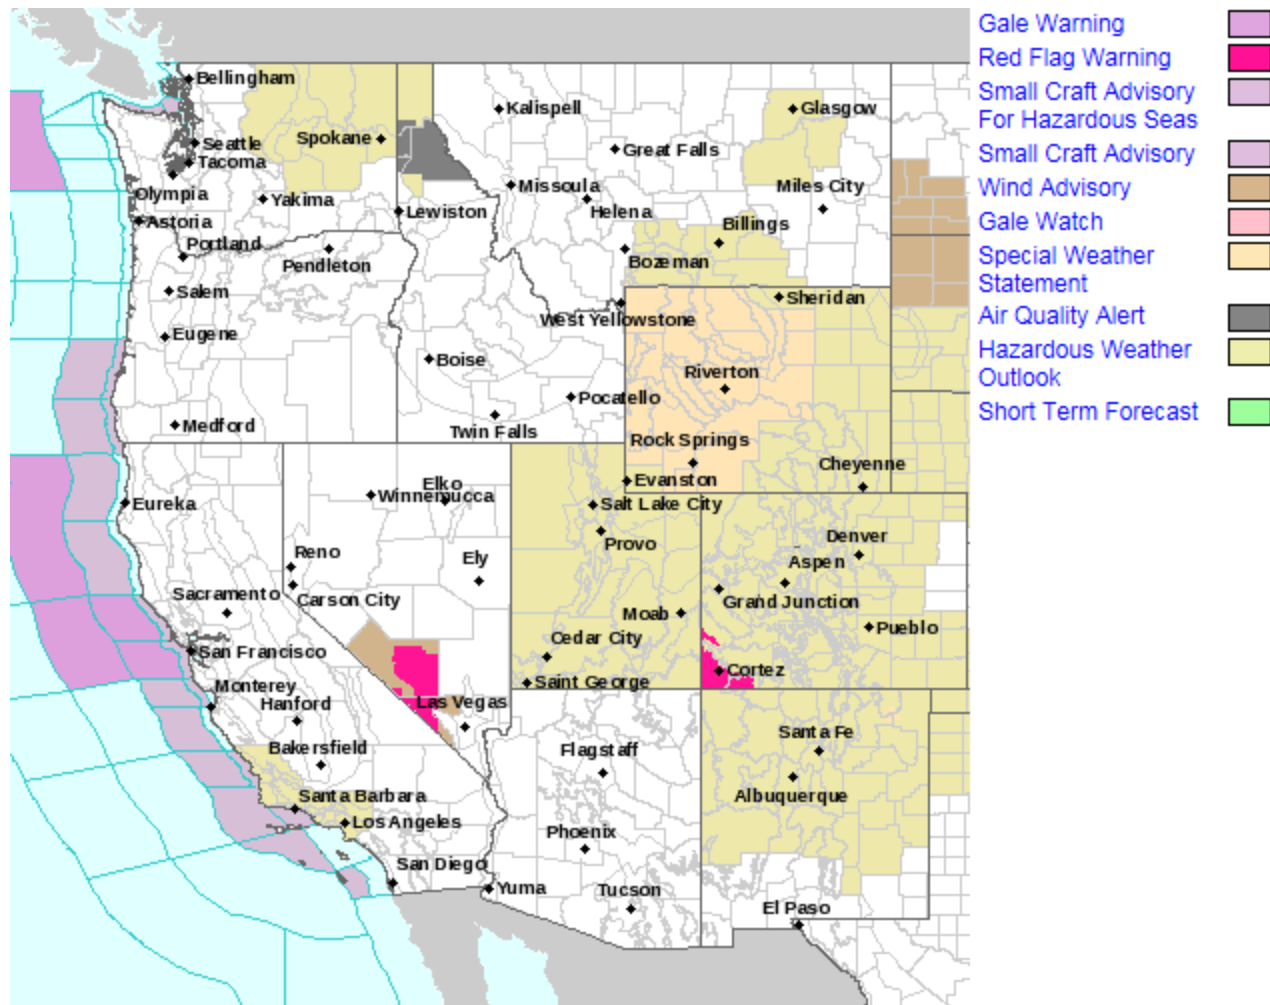 Gale Warning
Red Flag Warning
Small Craft Advisory
For Hazardous Seas
Small Craft Advisory
Wind Advisory
Gale Watch
Special Weather
Statement
Air Quality Alert
Hazardous Weather
Outlook
Short Term Forecast
Bellingham
Kalispell
Glasgow
Seattle
Spokane
Great Falls
Tacoma
Missoula
Miles City
Olympia
Yakima
Helena
Lewiston
Astoria
Billings
Portland
Pendleton
Bozeman
Salem
Sheridan
West Yellowstone
Eugene
Boise
Riverton
Pocatello
Medford
Twin Falls
Rock Springs
Cheyenne
Elko
Evanston
Winnemucca
Eureka
Salt Lake City
Denver
Provo
Reno
Ely
Aspen
Sacramento
Carson City
Grand Junction
Moab
Pueblo
Cedar City
San Francisco
Cortez
Saint George
Monterey
Hanford
Las Vegas
Santa Fe
Bakersfield
Flagstaff
Santa Barbara
Albuquerque
Los Angeles
Phoenix
San Diego
Yuma
Tucson
El Paso